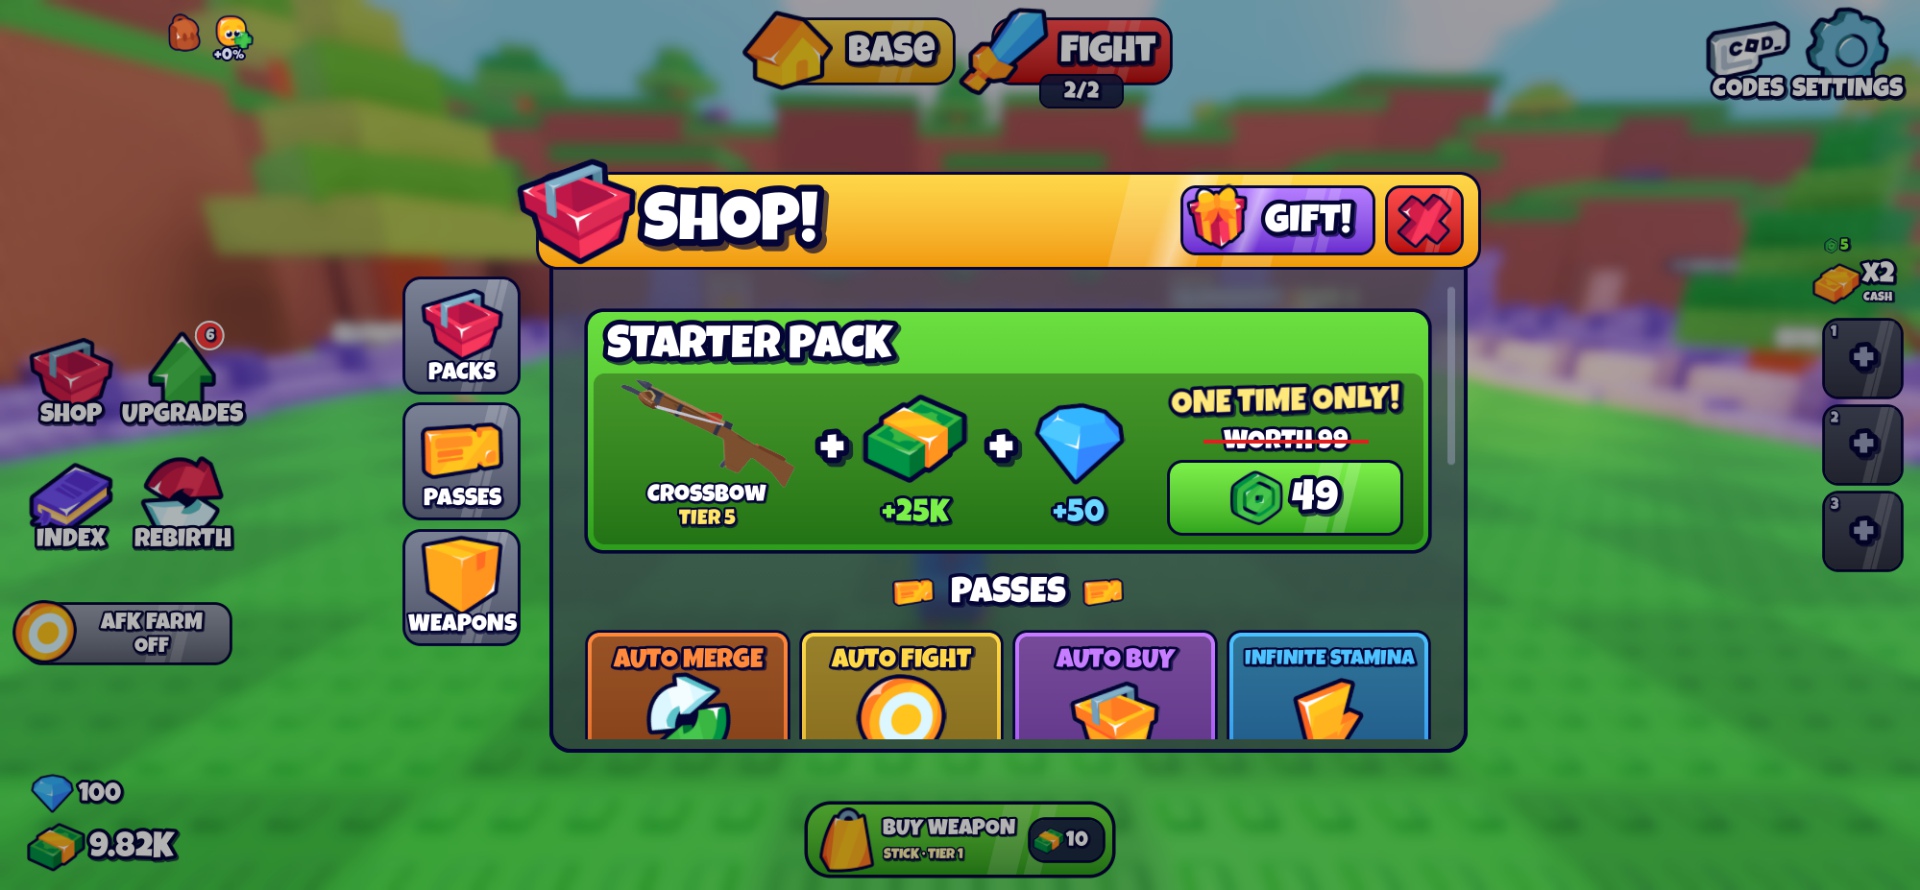 +0%
BASE
FIGHT
2/2
COD_
CODES
SETTINGS
SHOP!
GIFT!
5
X2
CASH
PACKS
STARTER PACK
6
SHOP
UPGRADES
CROSSBOW
TIER 5
+25K
+50
ONE TIME ONLY!
WORTH 99
49
1
2
3
PASSES
INDEX
REBIRTH
PASSES
WEAPONS
AFK FARM
OFF
AUTO MERGE
AUTO FIGHT
AUTO BUY
INFINITE STAMINA
100
9.82K
BUY WEAPON
STICK · TIER 1
10